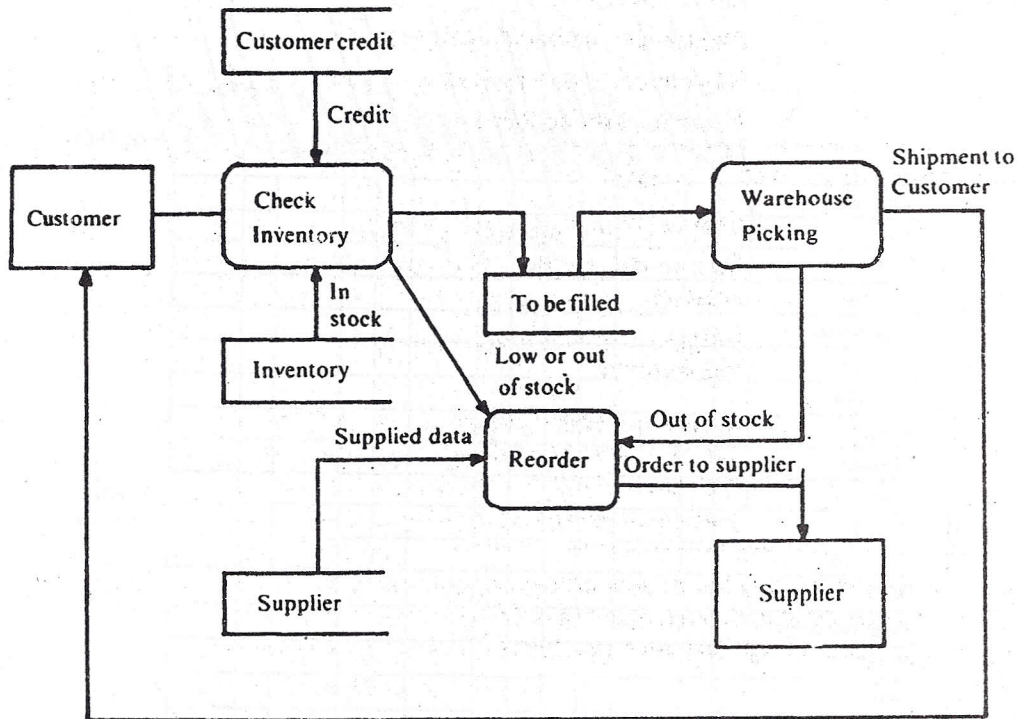 Customer credit
Credit
Shipment to
Customer
Customer
Check
Inventory
Warehouse
Picking
In
stock
To be filled
Inventory
Low or out
of stock
Supplied data
Reorder
Out of stock
Order to supplier
Supplier
Supplier